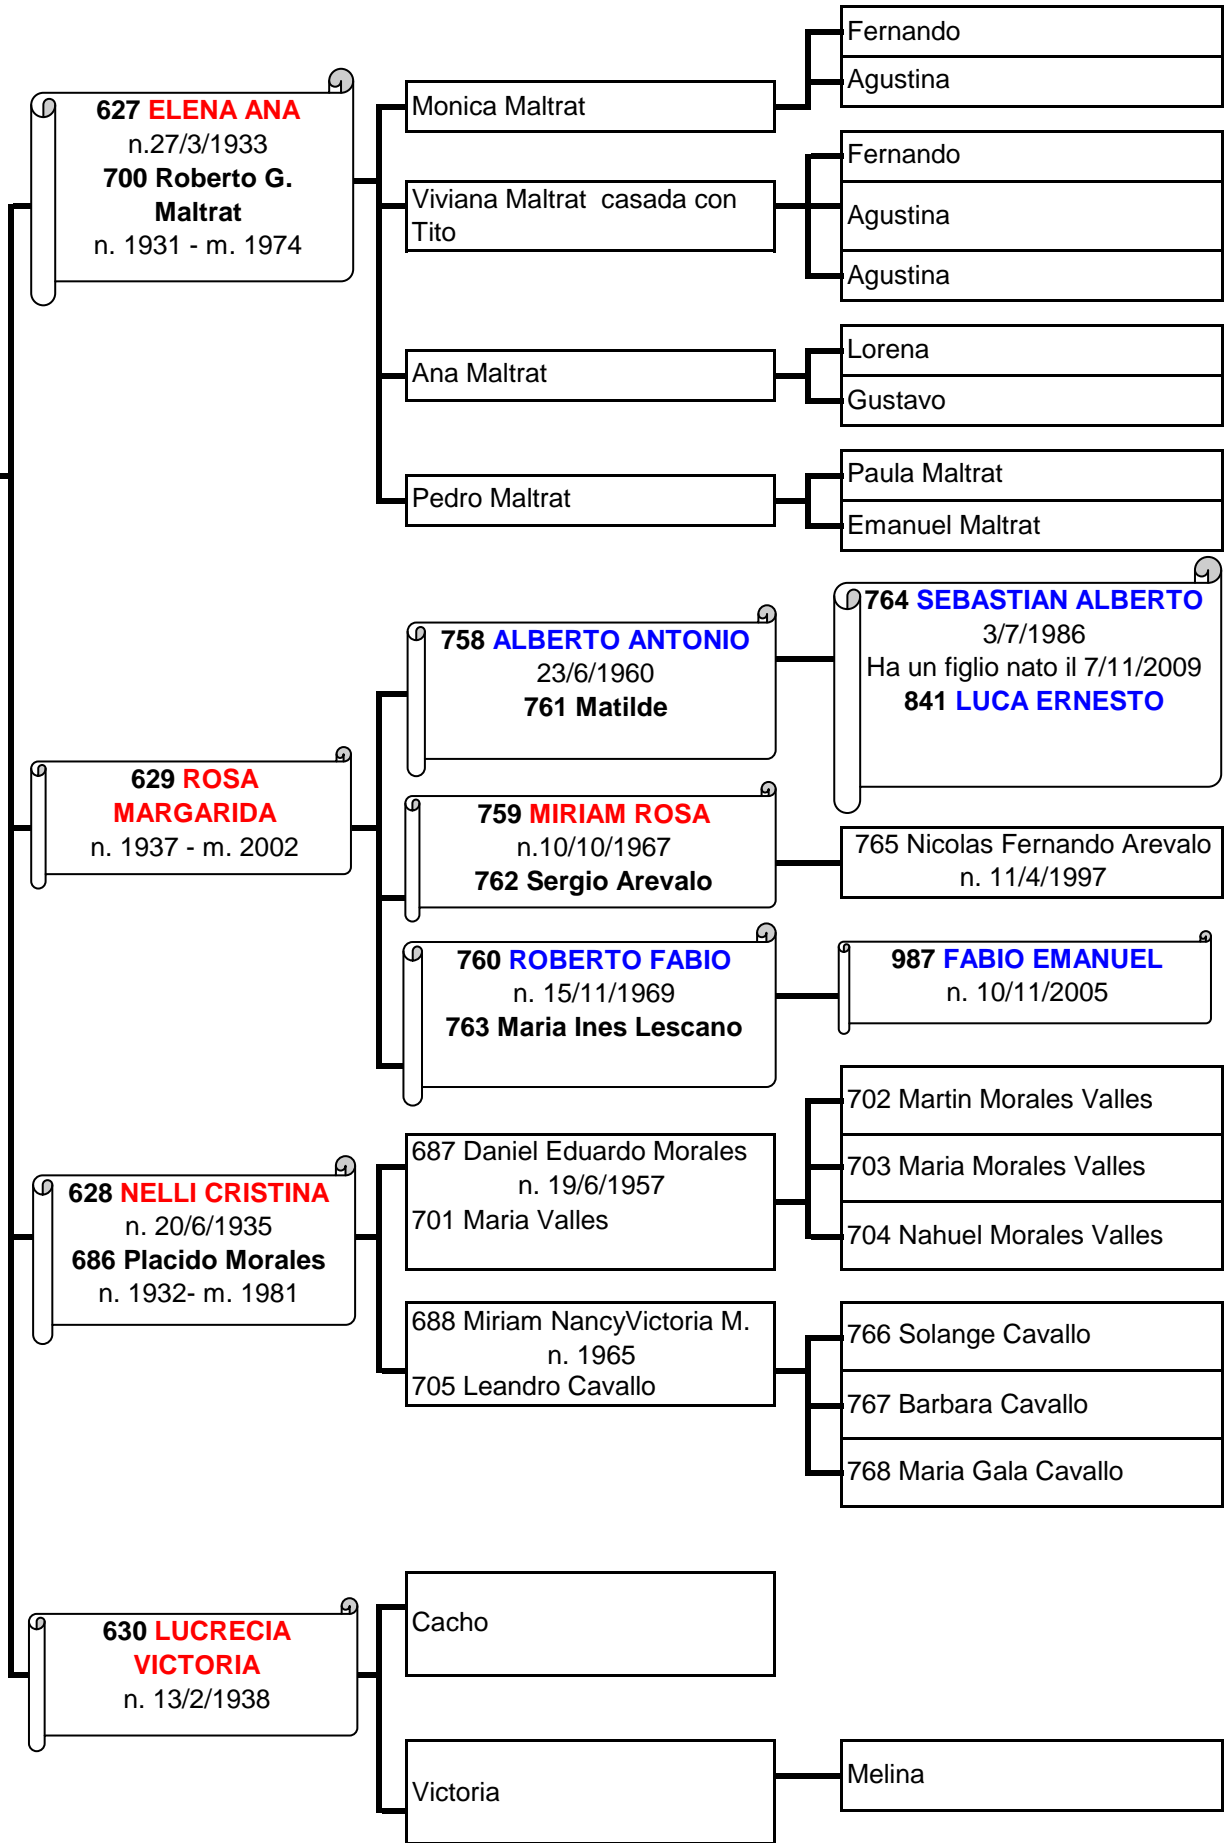 627 ELENA ANA
n.27/3/1933
700 Roberto G.
Maltrat
n. 1931 - m. 1974
Monica Maltrat
Fernando
Agustina
Viviana Maltrat  casada con
Tito
Fernando
Agustina
Agustina
Ana Maltrat
Lorena
Gustavo
Pedro Maltrat
Paula Maltrat
Emanuel Maltrat
629 ROSA
MARGARIDA
n. 1937 - m. 2002
758 ALBERTO ANTONIO
23/6/1960
761 Matilde
764 SEBASTIAN ALBERTO
3/7/1986
Ha un figlio nato il 7/11/2009
841 LUCA ERNESTO
759 MIRIAM ROSA
n.10/10/1967
762 Sergio Arevalo
765 Nicolas Fernando Arevalo
n. 11/4/1997
760 ROBERTO FABIO
n. 15/11/1969
763 Maria Ines Lescano
987 FABIO EMANUEL
n. 10/11/2005
628 NELLI CRISTINA
n. 20/6/1935
686 Placido Morales
n. 1932- m. 1981
687 Daniel Eduardo Morales
n. 19/6/1957
701 Maria Valles
702 Martin Morales Valles
703 Maria Morales Valles
704 Nahuel Morales Valles
688 Miriam NancyVictoria M.
n. 1965
705 Leandro Cavallo
766 Solange Cavallo
767 Barbara Cavallo
768 Maria Gala Cavallo
630 LUCRECIA
VICTORIA
n. 13/2/1938
Cacho
Victoria
Melina